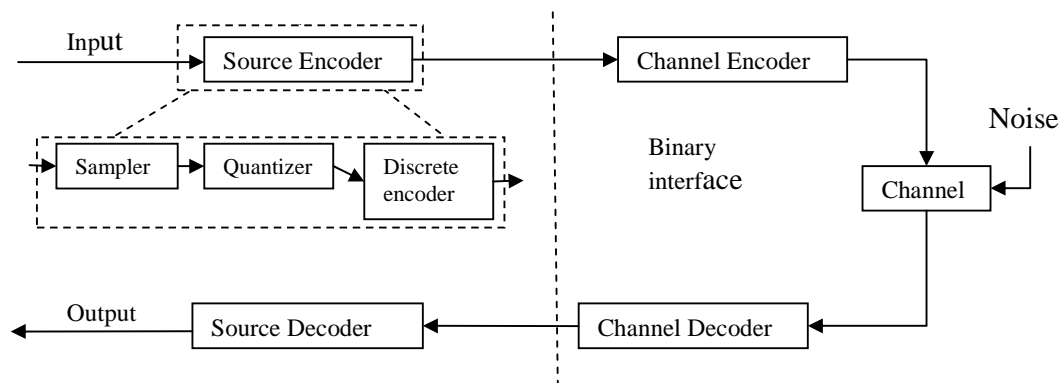 Input
Source Encoder
Channel Encoder
Noise
Sampler
Quantizer
Discrete
encoder
Binary
interface
Channel
Output
Source Decoder
Channel Decoder